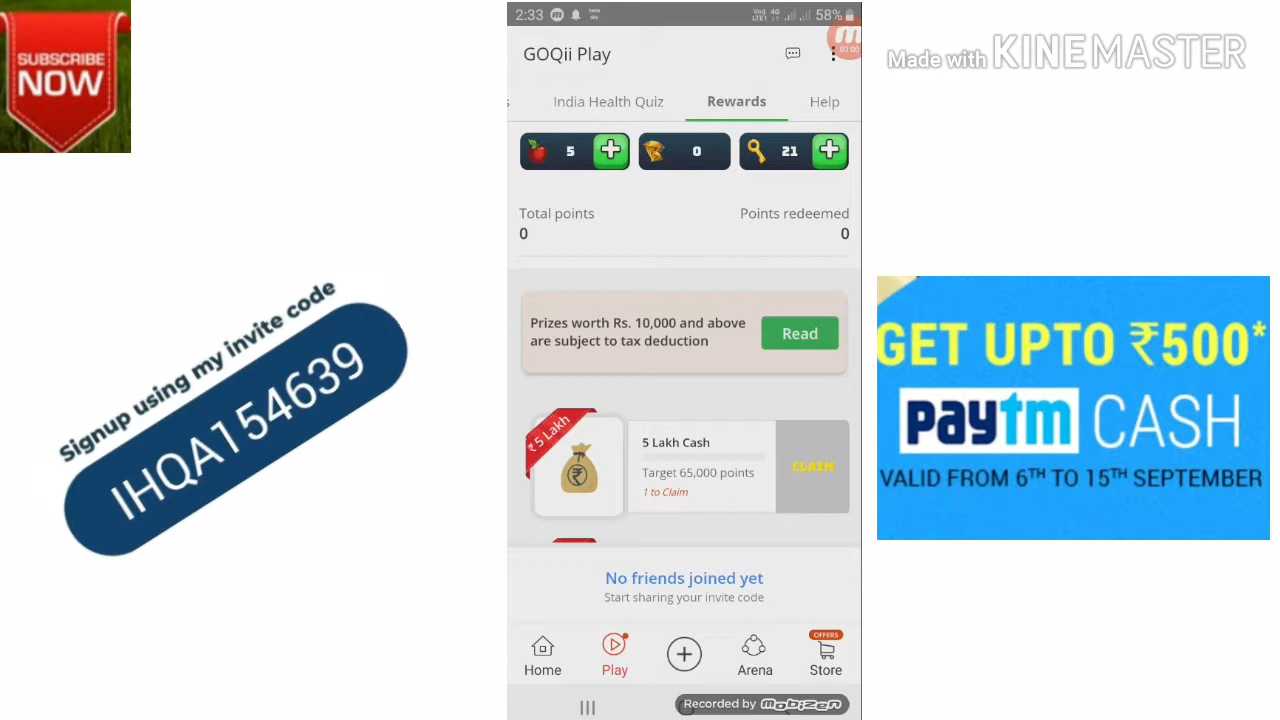 SUBSCRIBE
NOW
Signup using my invite code
IHQA154639
2:33
58%
03:00
GOQii Play
India Health Quiz
Rewards
Help
5
0
21
Total points
Points redeemed
0
0
Prizes worth Rs. 10,000 and above
are subject to tax deduction
Read
₹5 Lakh
5 Lakh Cash
Target 65,000 points
1 to Claim
CLAIM
No friends joined yet
Start sharing your invite code
Home
Play
Arena
OFFERS
Store
Recorded by mobizen
Made with KINEMASTER
GET UPTO ₹500*
paytm CASH
VALID FROM 6TH TO 15TH SEPTEMBER